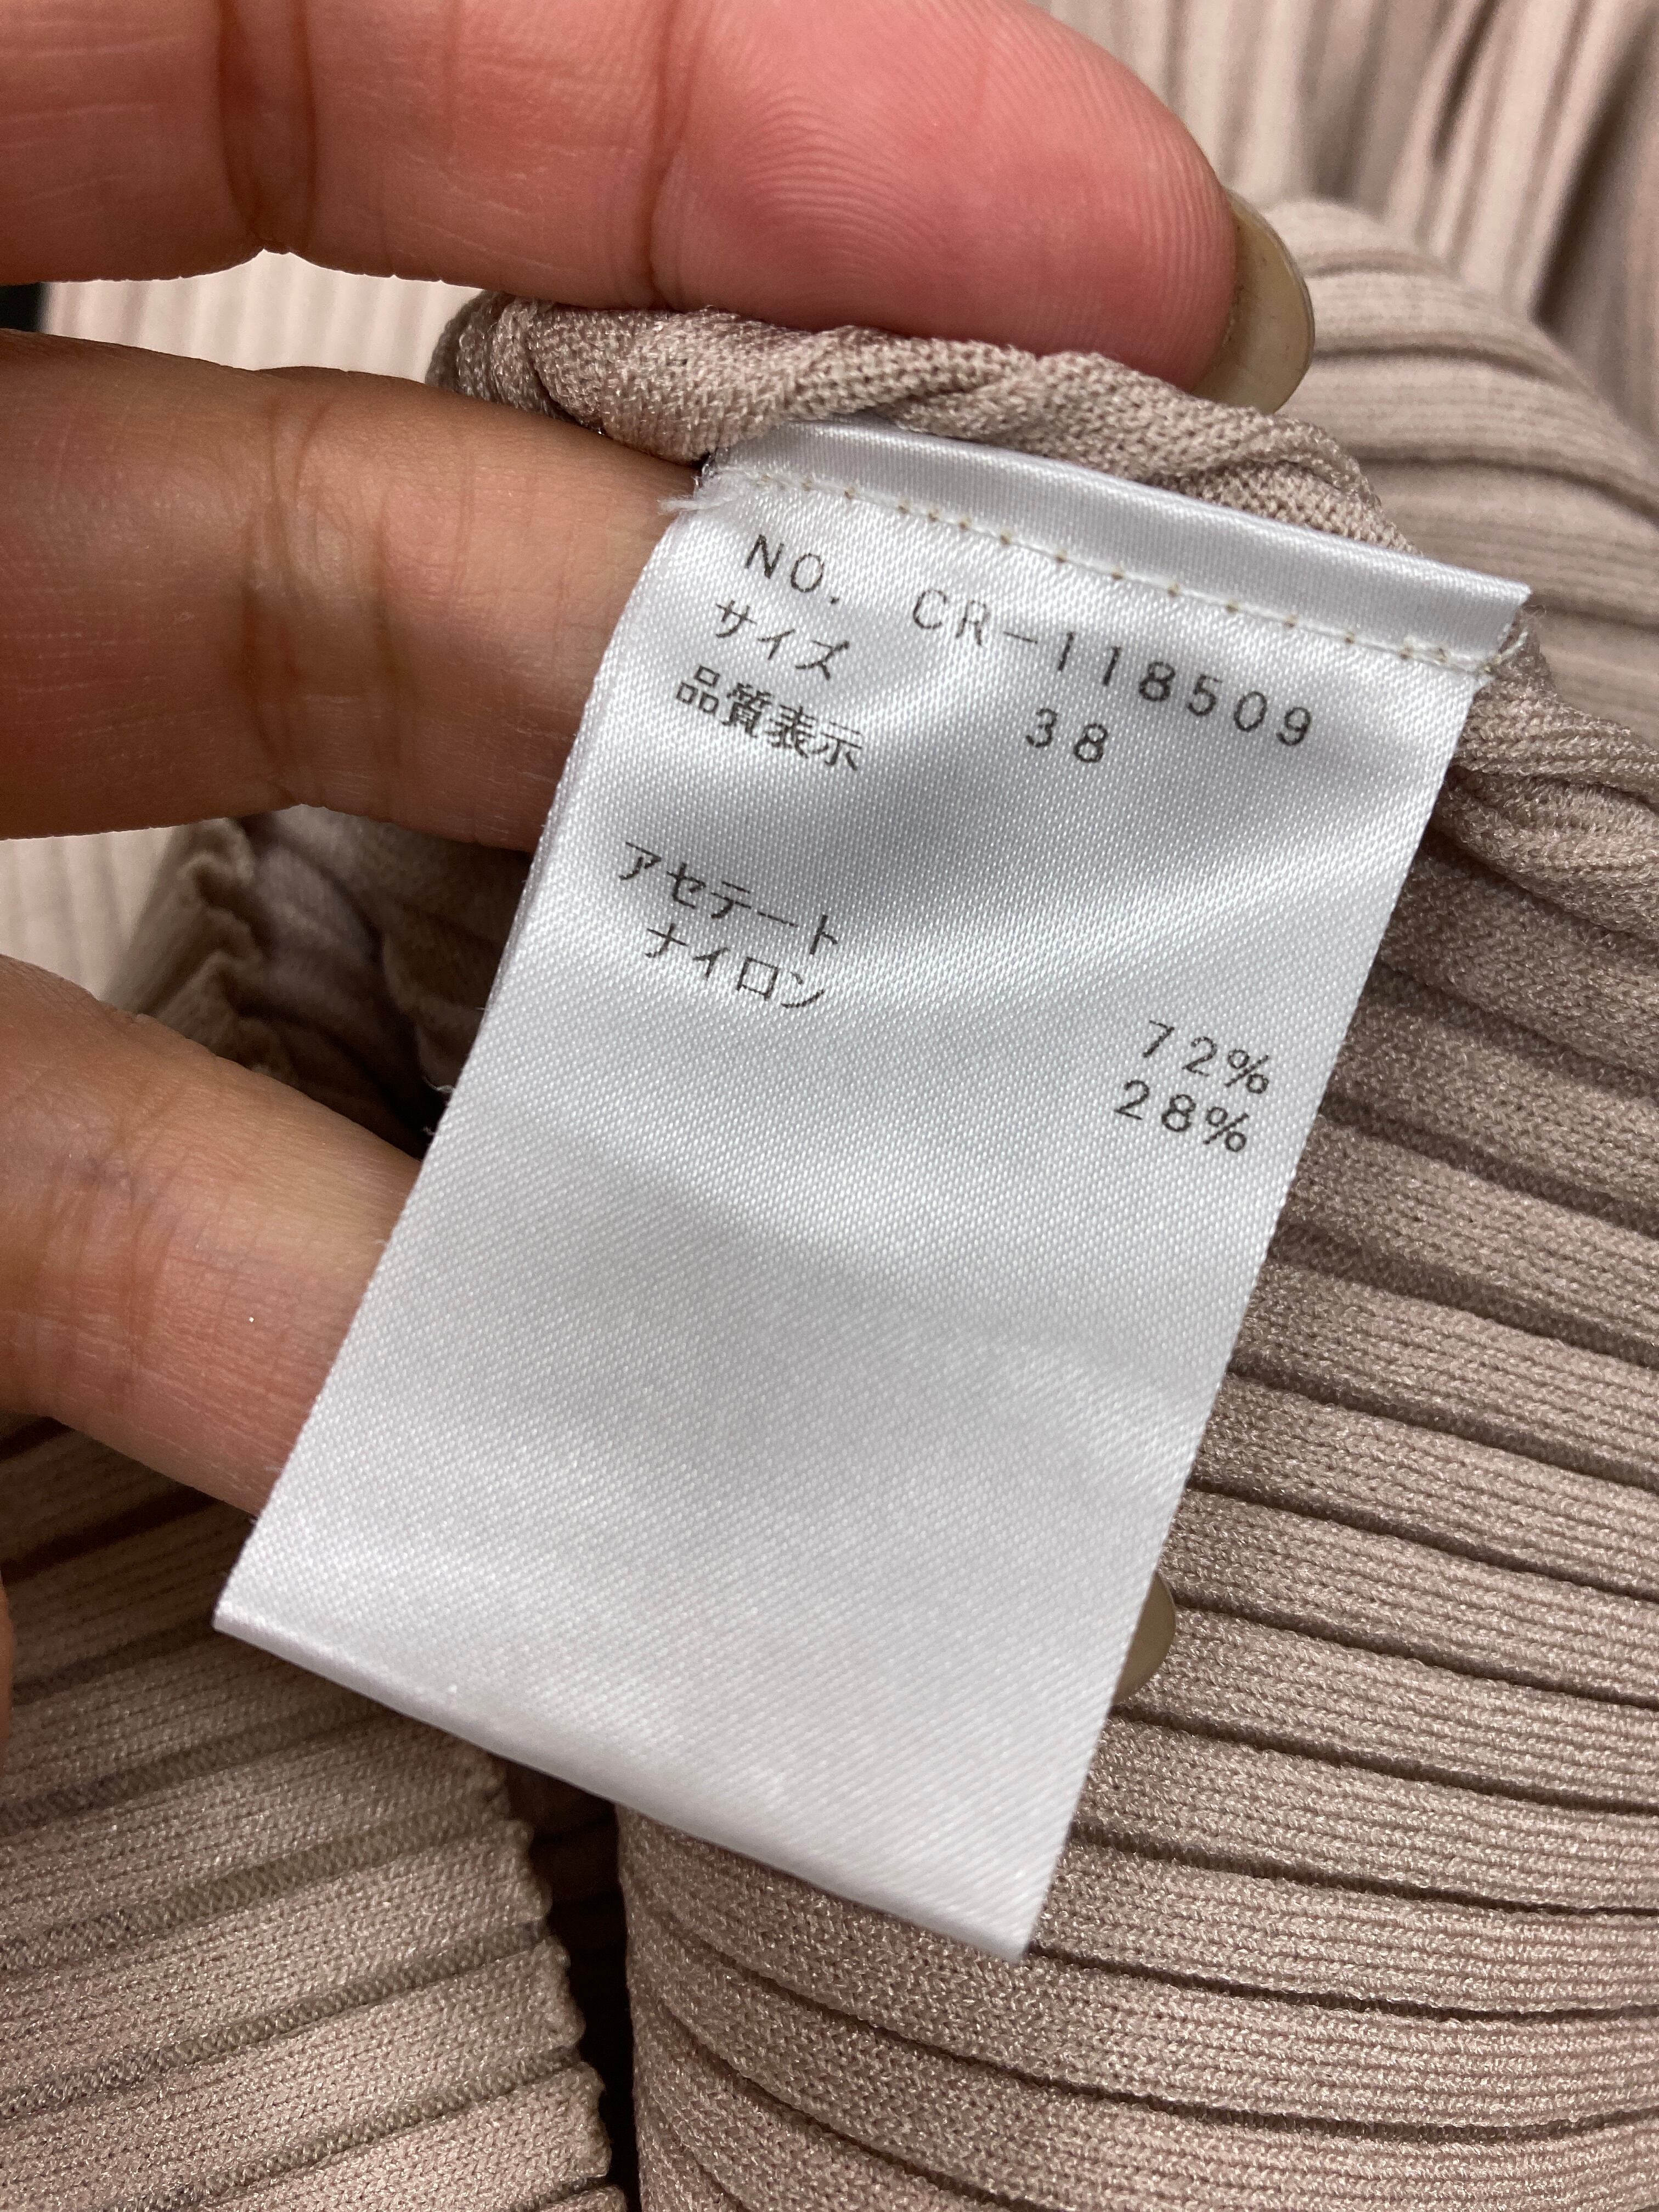 NO. CR-118509
サイズ 38
品質表示
アセテート 72%
ナイロン 28%